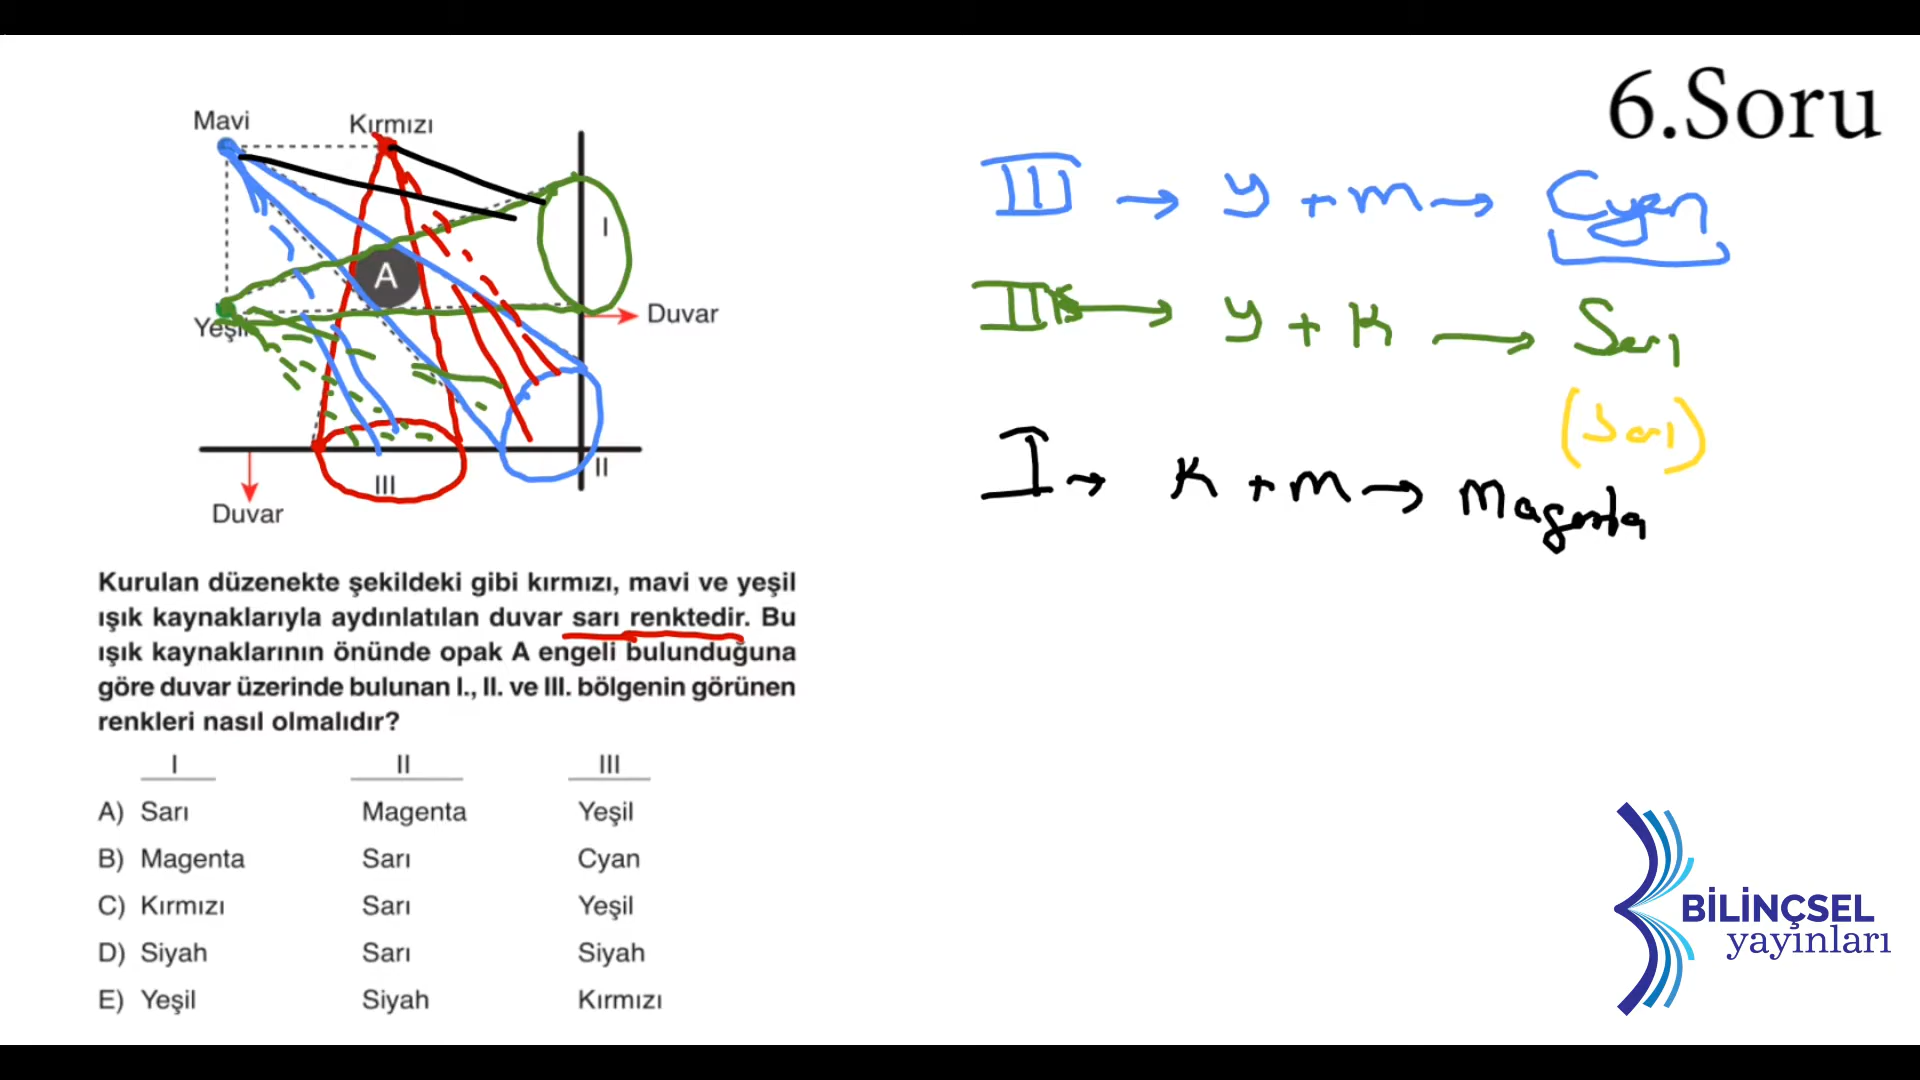 6.Soru
Mavi
Kırmızı
I
A
Duvar
Yeşil
II
III
Duvar
III → y + m → Cyan
II → y + K → Sarı
(Sarı)
I → K + m → Magenta
Kurulan düzenekte şekildeki gibi kırmızı, mavi ve yeşil
ışık kaynaklarıyla aydınlatılan duvar sarı renktedir. Bu
ışık kaynaklarının önünde opak A engeli bulunduğuna
göre duvar üzerinde bulunan I., II. ve III. bölgenin görünen
renkleri nasıl olmalıdır?
I II III
A) Sarı Magenta Yeşil
B) Magenta Sarı Cyan
C) Kırmızı Sarı Yeşil
D) Siyah Sarı Siyah
E) Yeşil Siyah Kırmızı
BİLİNÇSEL
yayınları